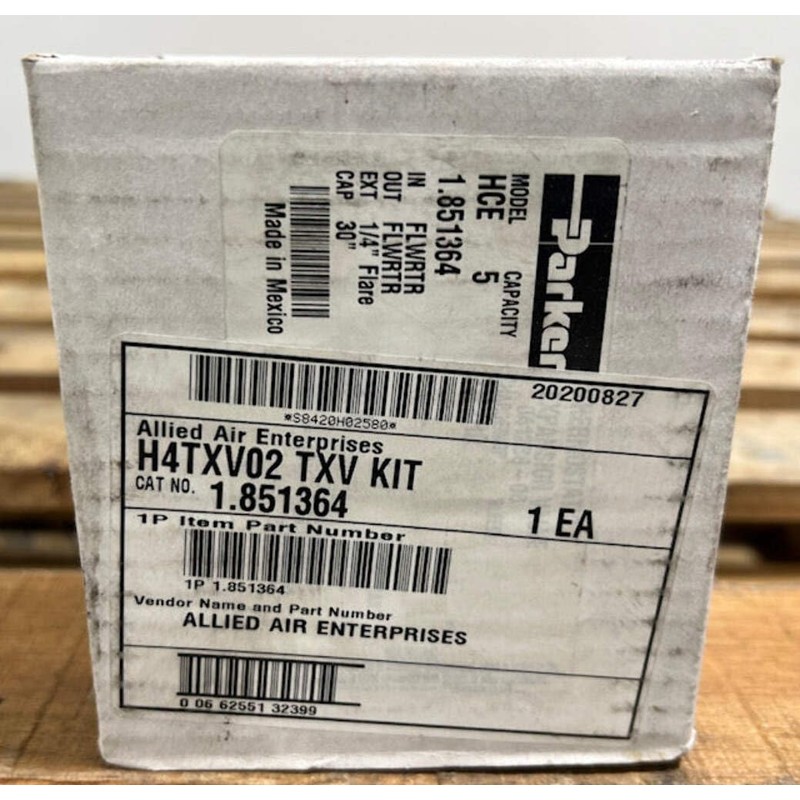 Parker
MODEL CAPACITY
HCE 5
1.851364
IN FLWRTR
OUT FLWRTR
EXT 1/4" Flare
CAP 30"
Made in Mexico
20200827
*S8420H02580*
Allied Air Enterprises
H4TXV02 TXV KIT
CAT NO. 1.851364
1 EA
1P Item Part Number
1P 1.851364
Vendor Name and Part Number
ALLIED AIR ENTERPRISES
0 06 62551 32399